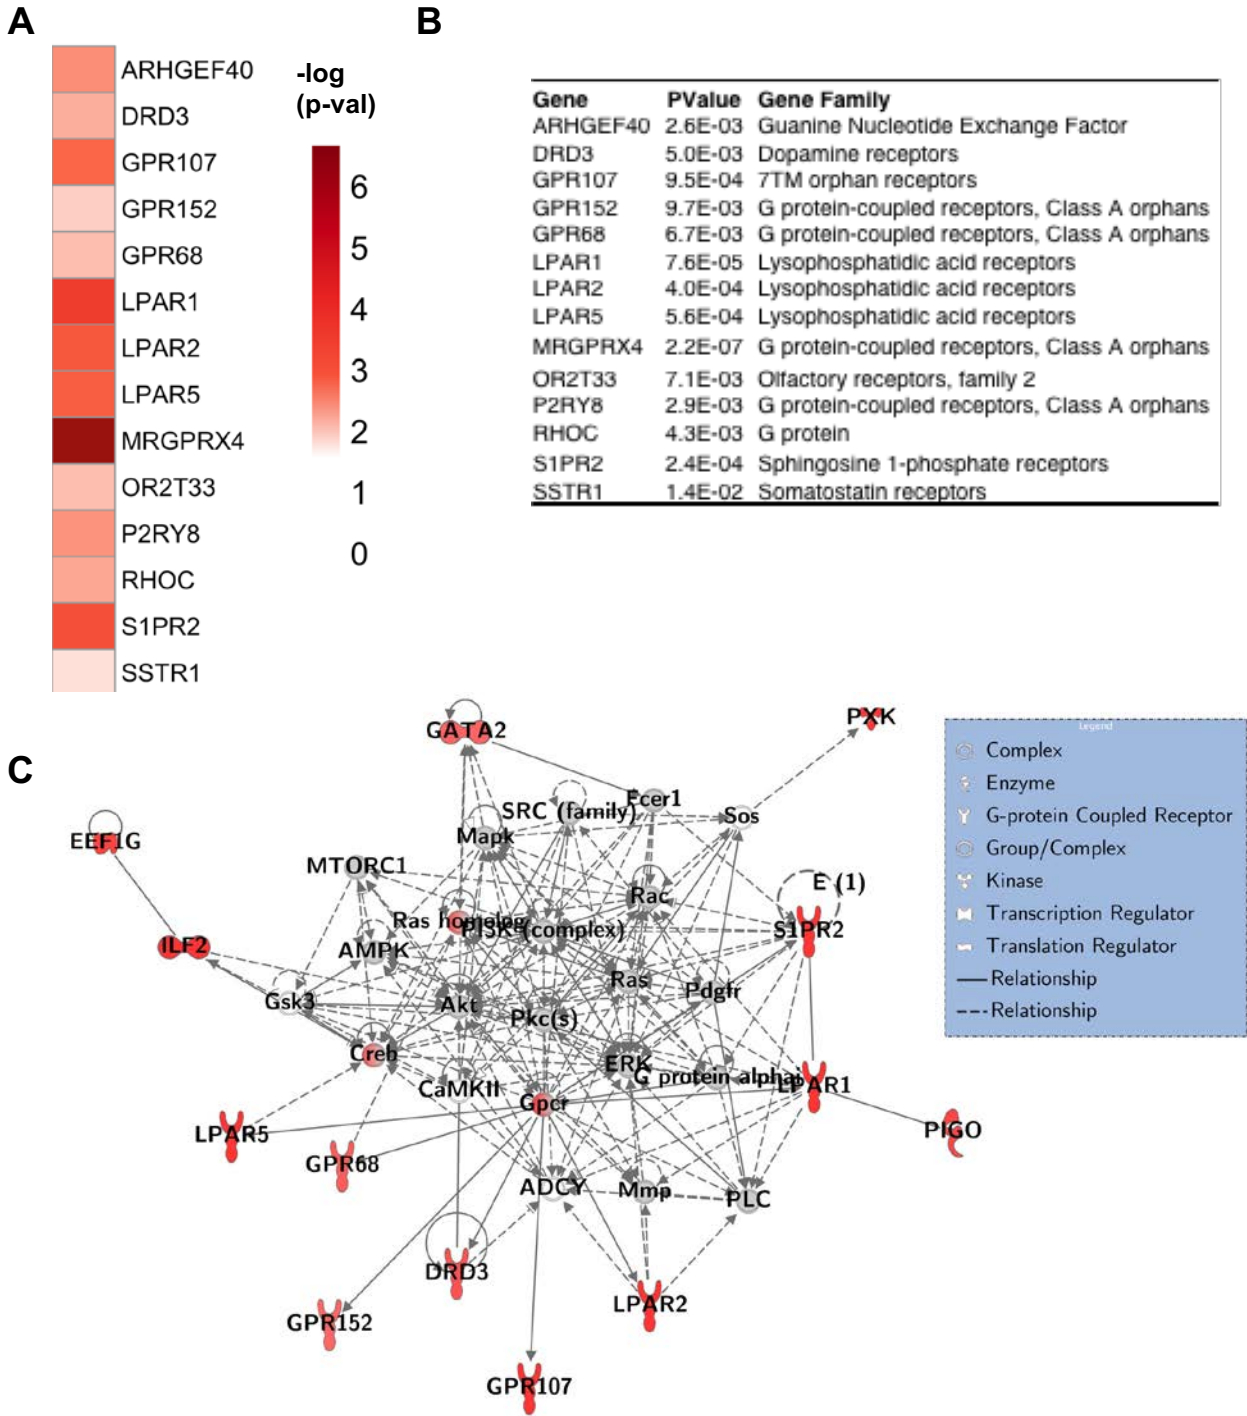 A
ARHGEF40
DRD3
GPR107
GPR152
GPR68
LPAR1
LPAR2
LPAR5
MRGPRX4
OR2T33
P2RY8
RHOC
S1PR2
SSTR1
-log
(p-val)
6
5
4
3
2
1
0
B
Gene PValue Gene Family
ARHGEF40 2.6E-03 Guanine Nucleotide Exchange Factor
DRD3 5.0E-03 Dopamine receptors
GPR107 9.5E-04 7TM orphan receptors
GPR152 9.7E-03 G protein-coupled receptors, Class A orphans
GPR68 6.7E-03 G protein-coupled receptors, Class A orphans
LPAR1 7.6E-05 Lysophosphatidic acid receptors
LPAR2 4.0E-04 Lysophosphatidic acid receptors
LPAR5 5.6E-04 Lysophosphatidic acid receptors
MRGPRX4 2.2E-07 G protein-coupled receptors, Class A orphans
OR2T33 7.1E-03 Olfactory receptors, family 2
P2RY8 2.9E-03 G protein-coupled receptors, Class A orphans
RHOC 4.3E-03 G protein
S1PR2 2.4E-04 Sphingosine 1-phosphate receptors
SSTR1 1.4E-02 Somatostatin receptors
C
GATA2
PXK
EEF1G
SRC (family)
Fcer1
Sos
Mapk
MTORC1
Rac
E (1)
Ras homolog
PI3K (complex)
S1PR2
ILF2
AMPK
Ras
Pdgfr
Gsk3
Akt
Pkc(s)
Creb
ERK
G protein alphai
CaMKII
LPAR1
Gpcr
LPAR5
PIGO
GPR68
ADCY
Mmp
PLC
DRD3
LPAR2
GPR152
GPR107
Legend
Complex
Enzyme
G-protein Coupled Receptor
Group/Complex
Kinase
Transcription Regulator
Translation Regulator
Relationship
Relationship